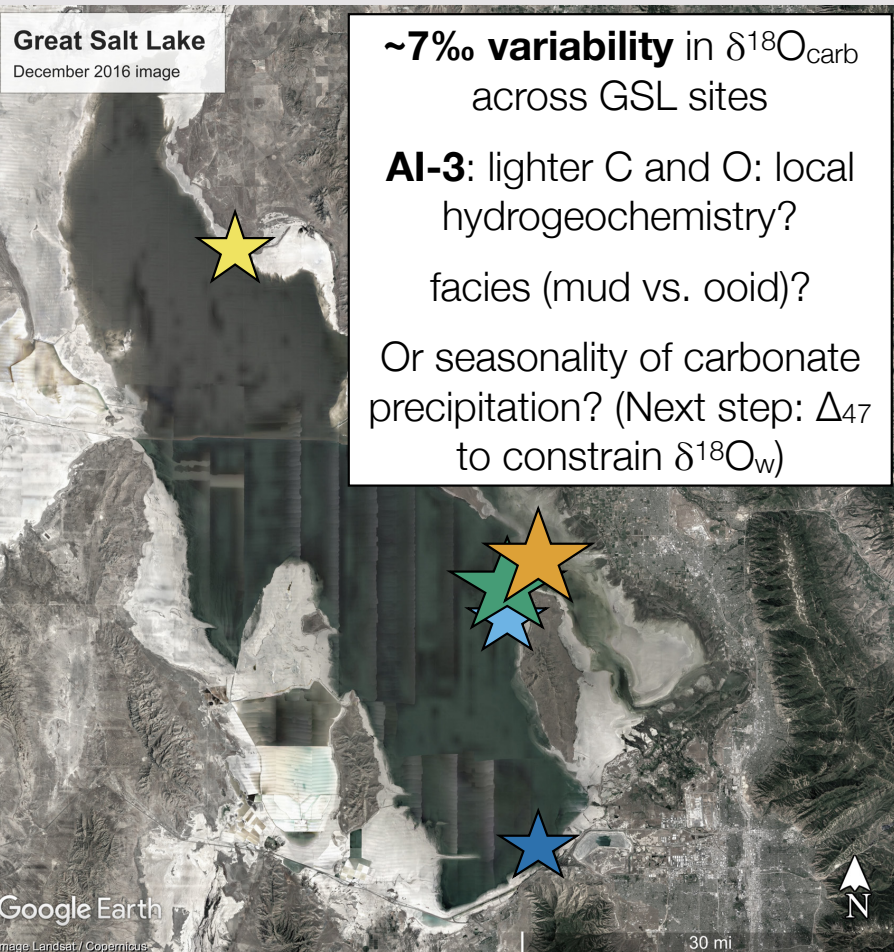 Great Salt Lake
December 2016 image
~7‰ variability in δ¹⁸Ocarb
across GSL sites
AI-3: lighter C and O: local
hydrogeochemistry?
facies (mud vs. ooid)?
Or seasonality of carbonate
precipitation? (Next step: Δ₄₇
to constrain δ¹⁸Ow)
N
Google Earth
mage Landsat / Copernicus
30 mi